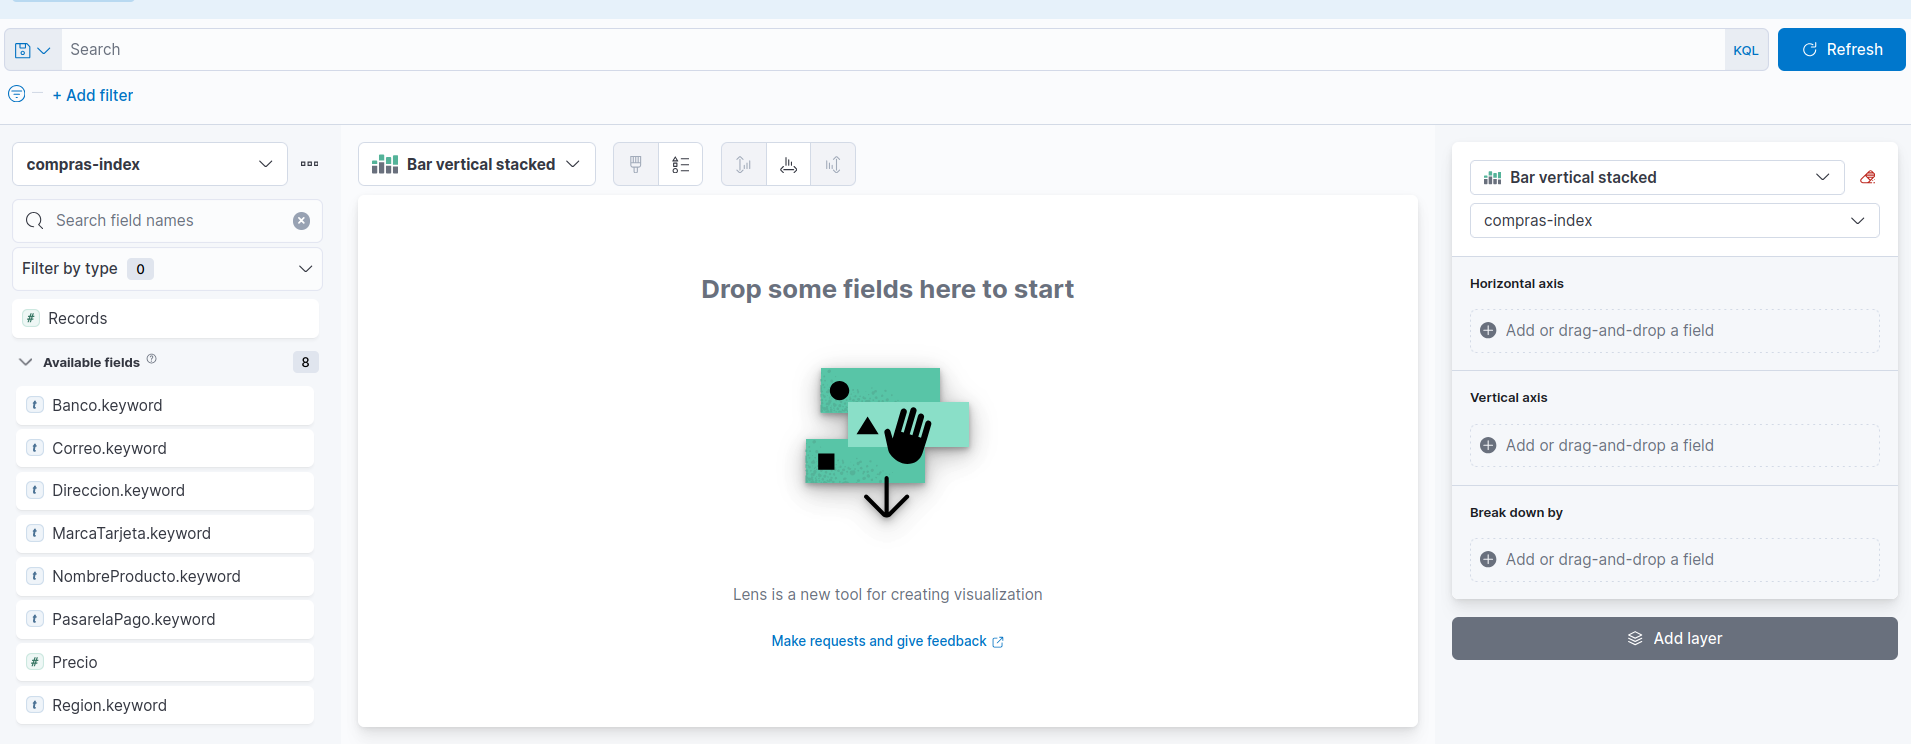 Search
KQL
Refresh
+ Add filter
compras-index
Search field names
Filter by type 0
# Records
Available fields ? 8
t Banco.keyword
t Correo.keyword
t Direccion.keyword
t MarcaTarjeta.keyword
t NombreProducto.keyword
t PasarelaPago.keyword
# Precio
t Region.keyword
Bar vertical stacked
Drop some fields here to start
Lens is a new tool for creating visualization
Make requests and give feedback
Bar vertical stacked
compras-index
Horizontal axis
Add or drag-and-drop a field
Vertical axis
Add or drag-and-drop a field
Break down by
Add or drag-and-drop a field
Add layer